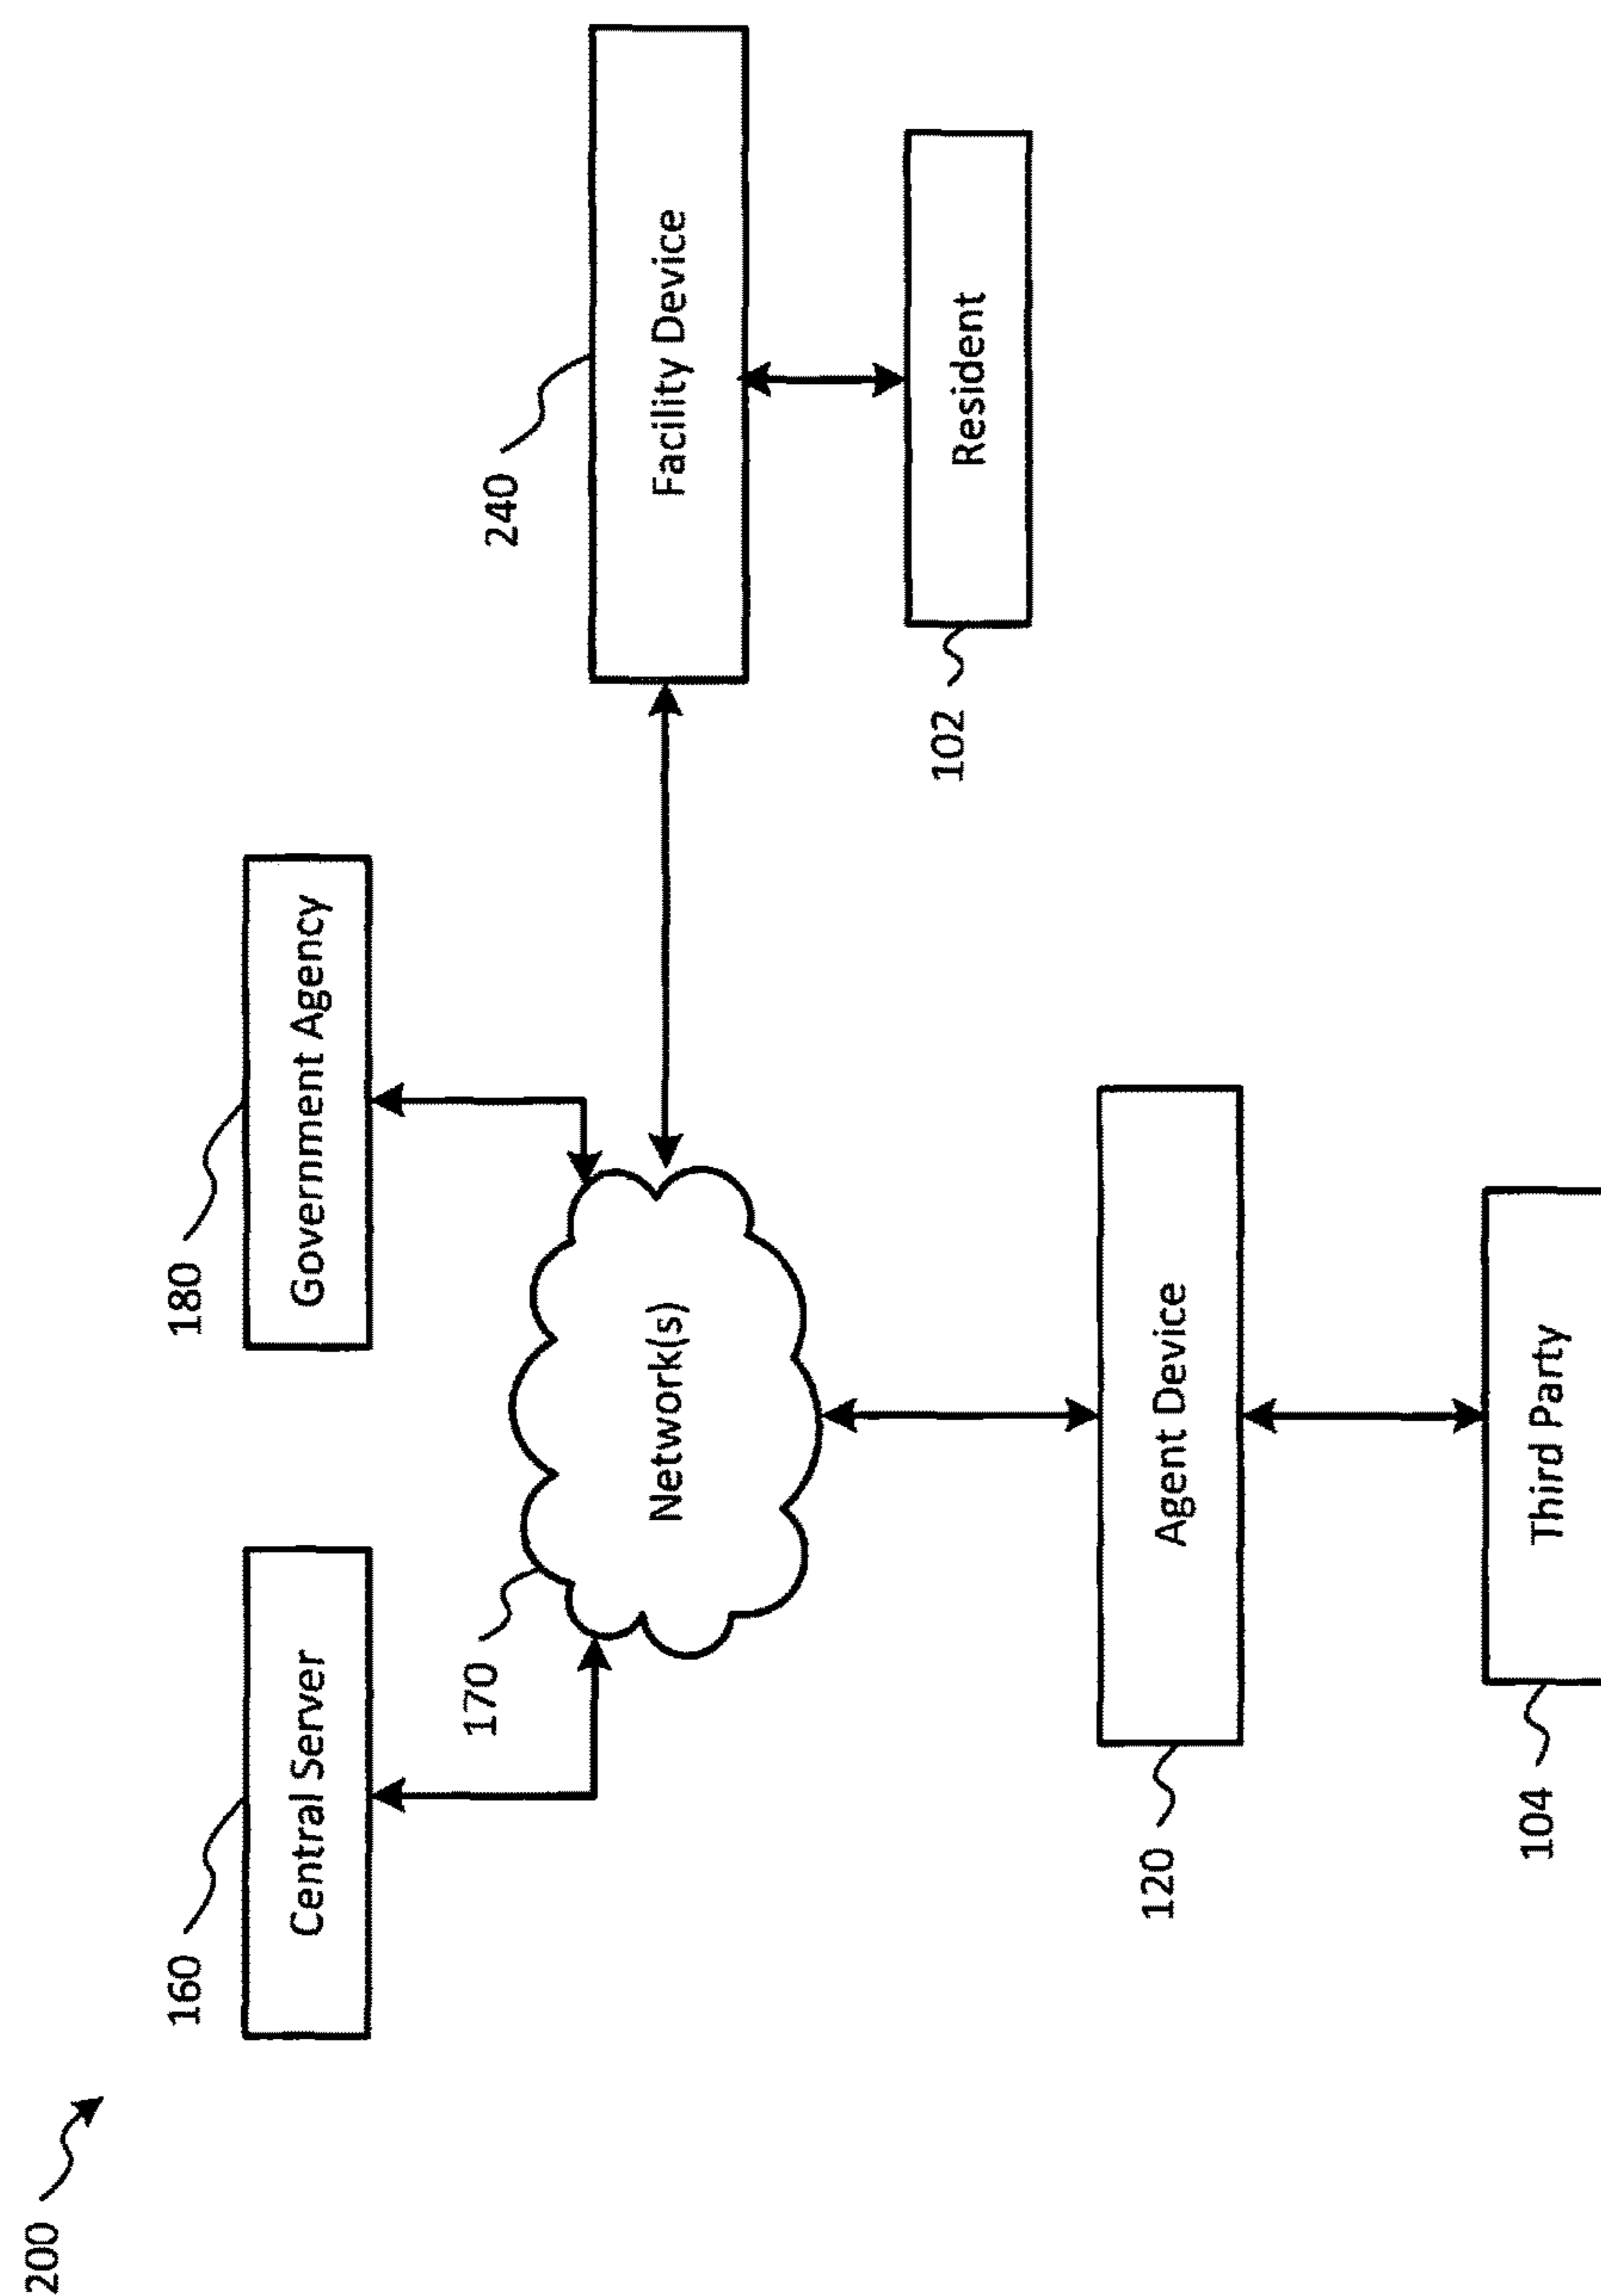 200
160
Central Server
180
Government Agency
170
Network(s)
240
Facility Device
102
Resident
120
Agent Device
104
Third Party